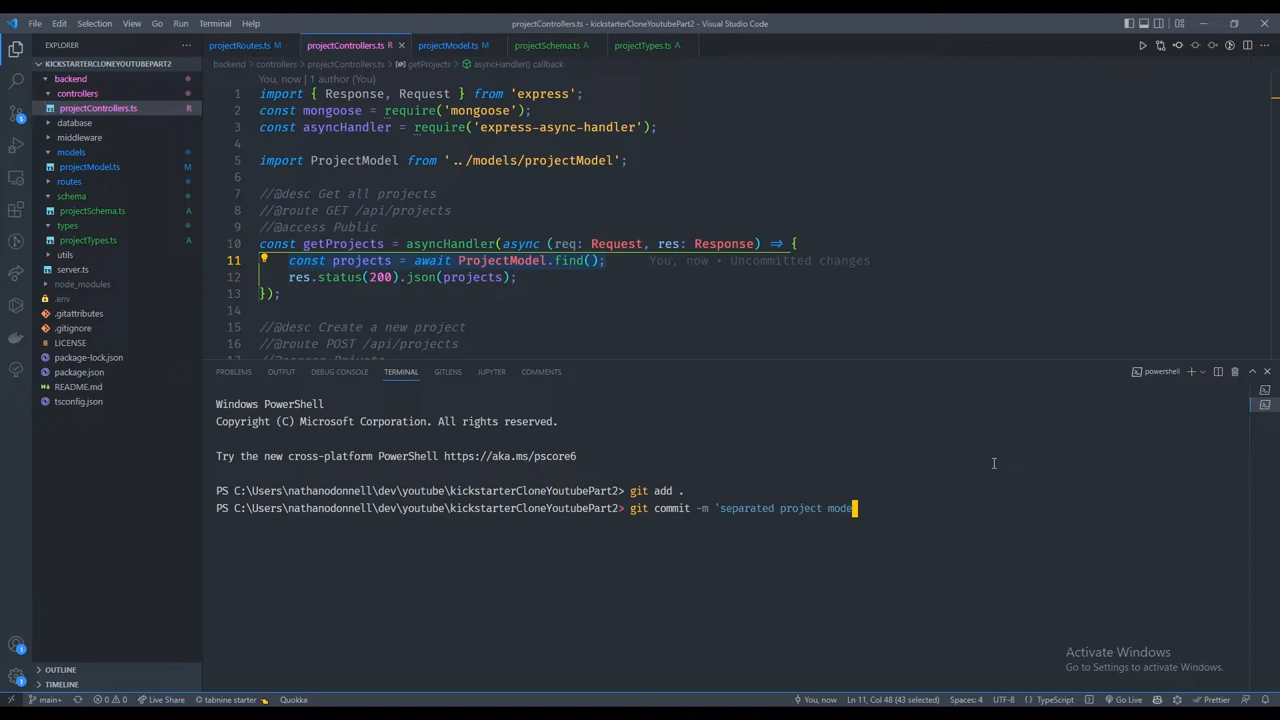 File Edit Selection View Go Run Terminal Help
projectControllers.ts - kickstarterCloneYoutubePart2 - Visual Studio Code
EXPLORER
KICKSTARTERCLONEYOUTUBEPART2
backend
controllers
projectControllers.ts R
database
middleware
models
projectModel.ts M
routes
schema
projectSchema.ts A
types
projectTypes.ts A
utils
server.ts
node_modules
.env
.gitattributes
.gitignore
LICENSE
package-lock.json
package.json
README.md
tsconfig.json
OUTLINE
TIMELINE
projectRoutes.ts M projectControllers.ts R projectModel.ts M projectSchema.ts A projectTypes.ts A
backend > controllers > projectControllers.ts > getProjects > asyncHandler() callback
You, now | 1 author (You)
1 import { Response, Request } from 'express';
2 const mongoose = require('mongoose');
3 const asyncHandler = require('express-async-handler');
4
5 import ProjectModel from '../models/projectModel';
6
7 //@desc Get all projects
8 //@route GET /api/projects
9 //@access Public
10 const getProjects = asyncHandler(async (req: Request, res: Response) => {
11 const projects = await ProjectModel.find(); You, now • Uncommitted changes
12 res.status(200).json(projects);
13 });
14
15 //@desc Create a new project
16 //@route POST /api/projects
17 //@access Private
PROBLEMS OUTPUT DEBUG CONSOLE TERMINAL GITLENS JUPYTER COMMENTS
powershell
Windows PowerShell
Copyright (C) Microsoft Corporation. All rights reserved.
Try the new cross-platform PowerShell https://aka.ms/pscore6
PS C:\Users\nathanodonnell\dev\youtube\kickstarterCloneYoutubePart2> git add .
PS C:\Users\nathanodonnell\dev\youtube\kickstarterCloneYoutubePart2> git commit -m 'separated project mode
Activate Windows
Go to Settings to activate Windows.
5
1
1
main+ 0 0 Live Share tabnine starter Quokka You, now Ln 11, Col 48 (43 selected) Spaces: 4 UTF-8 TypeScript Go Live Prettier